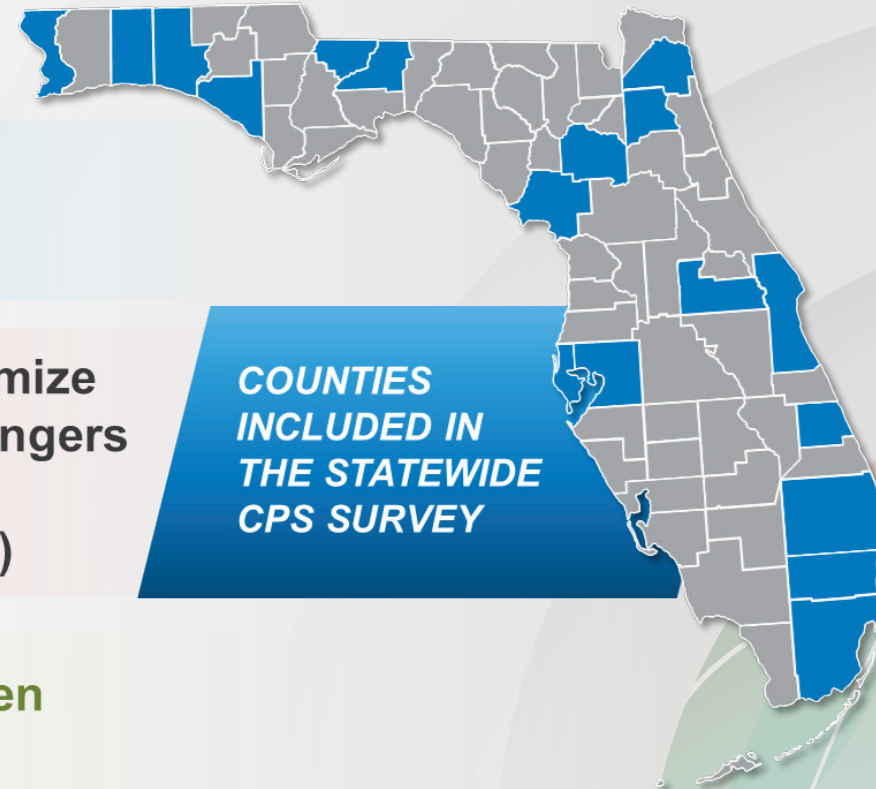 mize
ngers
)
en
COUNTIES
INCLUDED IN
THE STATEWIDE
CPS SURVEY